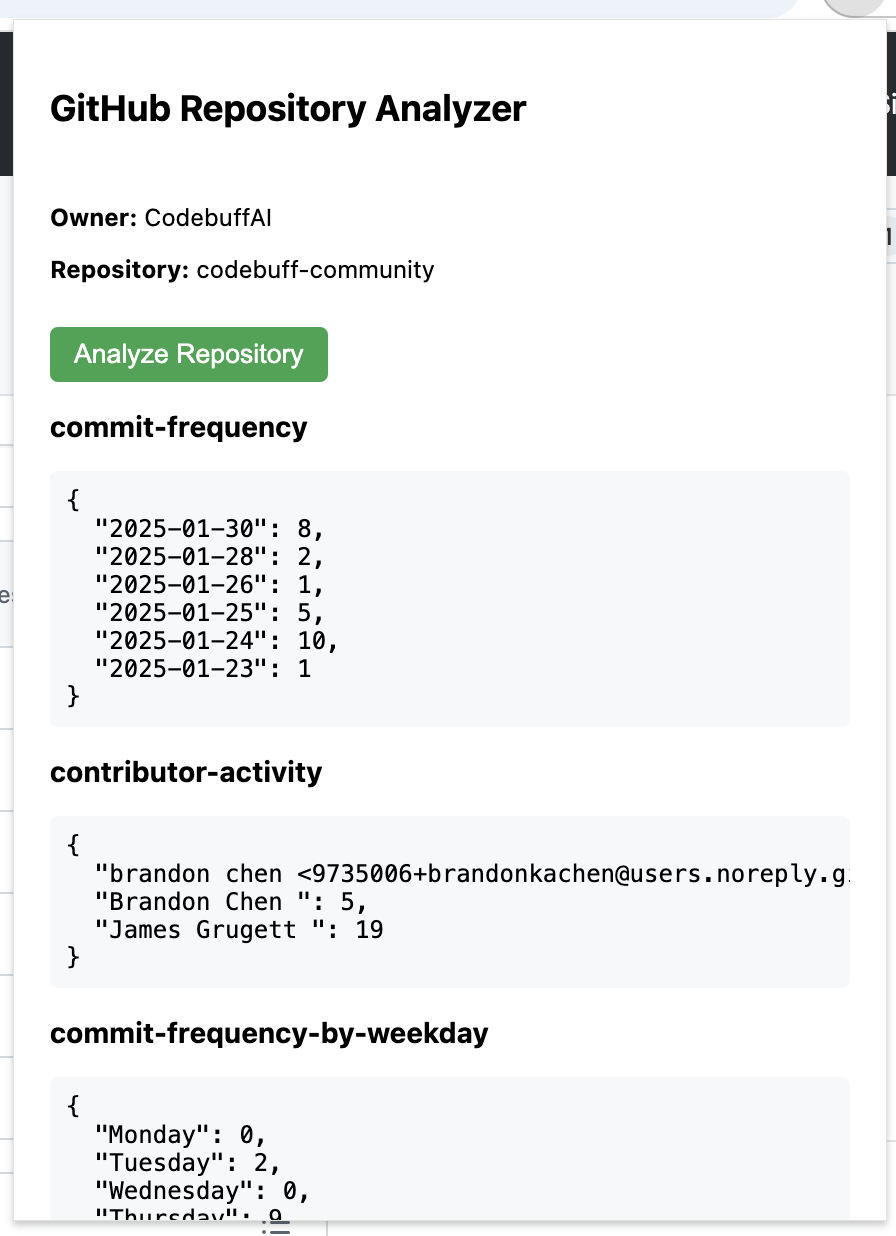 GitHub Repository Analyzer
Owner: CodebuffAI
Repository: codebuff-community
Analyze Repository
commit-frequency
{
"2025-01-30": 8,
"2025-01-28": 2,
"2025-01-26": 1,
"2025-01-25": 5,
"2025-01-24": 10,
"2025-01-23": 1
}
contributor-activity
{
"brandon chen <9735006+brandonkachen@users.noreply.g
"Brandon Chen ": 5,
"James Grugett ": 19
}
commit-frequency-by-weekday
{
"Monday": 0,
"Tuesday": 2,
"Wednesday": 0,
"Thursday": 9